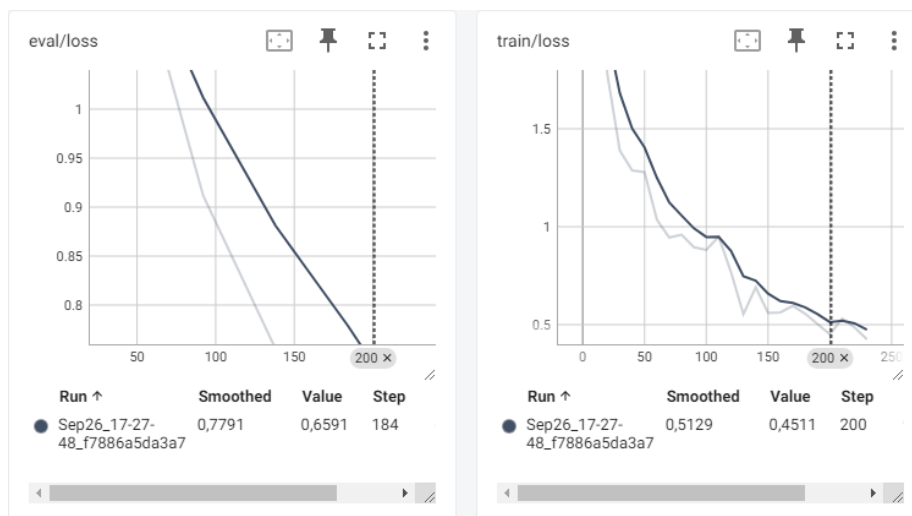 eval/loss
1
0.95
0.9
0.85
0.8
50 100 150 200 ×
Run ↑ Smoothed Value Step
Sep26_17-27- 0,7791 0,6591 184
48_f7886a5da3a7
train/loss
1.5
1
0.5
0 50 100 150 200 × 250
Run ↑ Smoothed Value Step
Sep26_17-27- 0,5129 0,4511 200
48_f7886a5da3a7